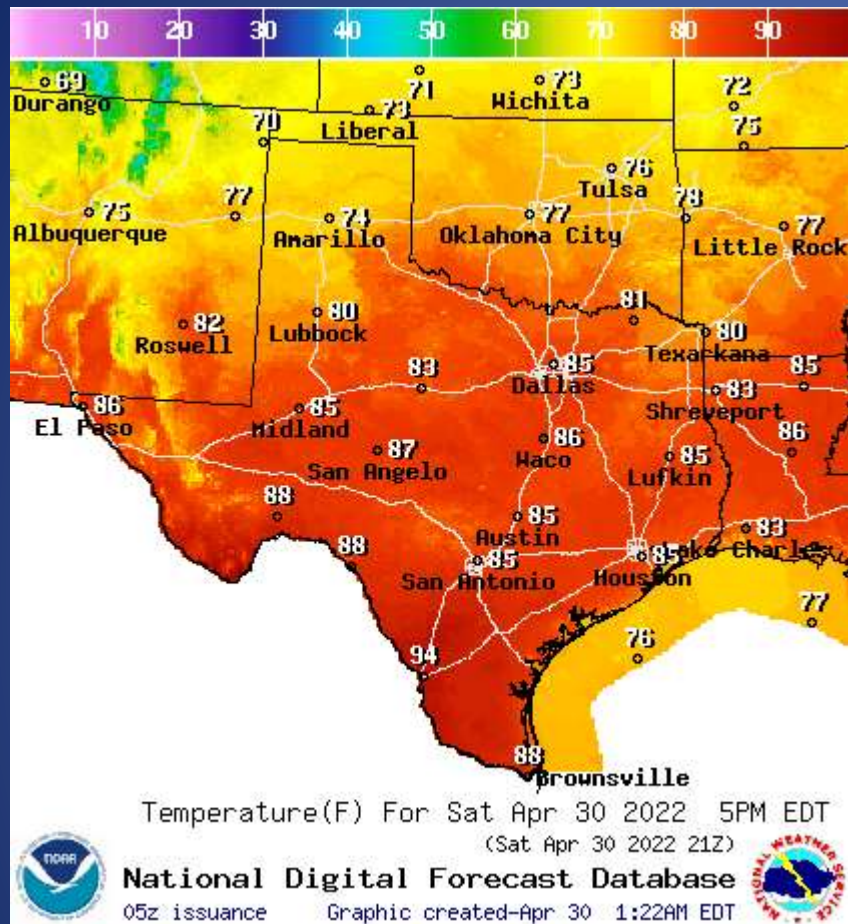 10 20 30 40 50 60 70 80 90
69
Durango
71
73
Wichita
72
73
Liberal
70
75
76
Tulsa
75
Albuquerque
77
74
Amarillo
77
Oklahoma City
78
77
Little Rock
82
Roswell
80
Lubbock
81
80
Texarkana
85
Dallas
83
83
Shreveport
85
86
El Paso
85
Midland
87
San Angelo
86
Waco
85
Lufkin
86
88
85
Austin
83
Lake Charles
88
85
San Antonio
85
Houston
77
76
94
88
Brownsville
Temperature(F) For Sat Apr 30 2022 5PM EDT
(Sat Apr 30 2022 21Z)
NOAA
National Digital Forecast Database
05z issuance Graphic created-Apr 30 1:22AM EDT
NATIONAL WEATHER SERVICE